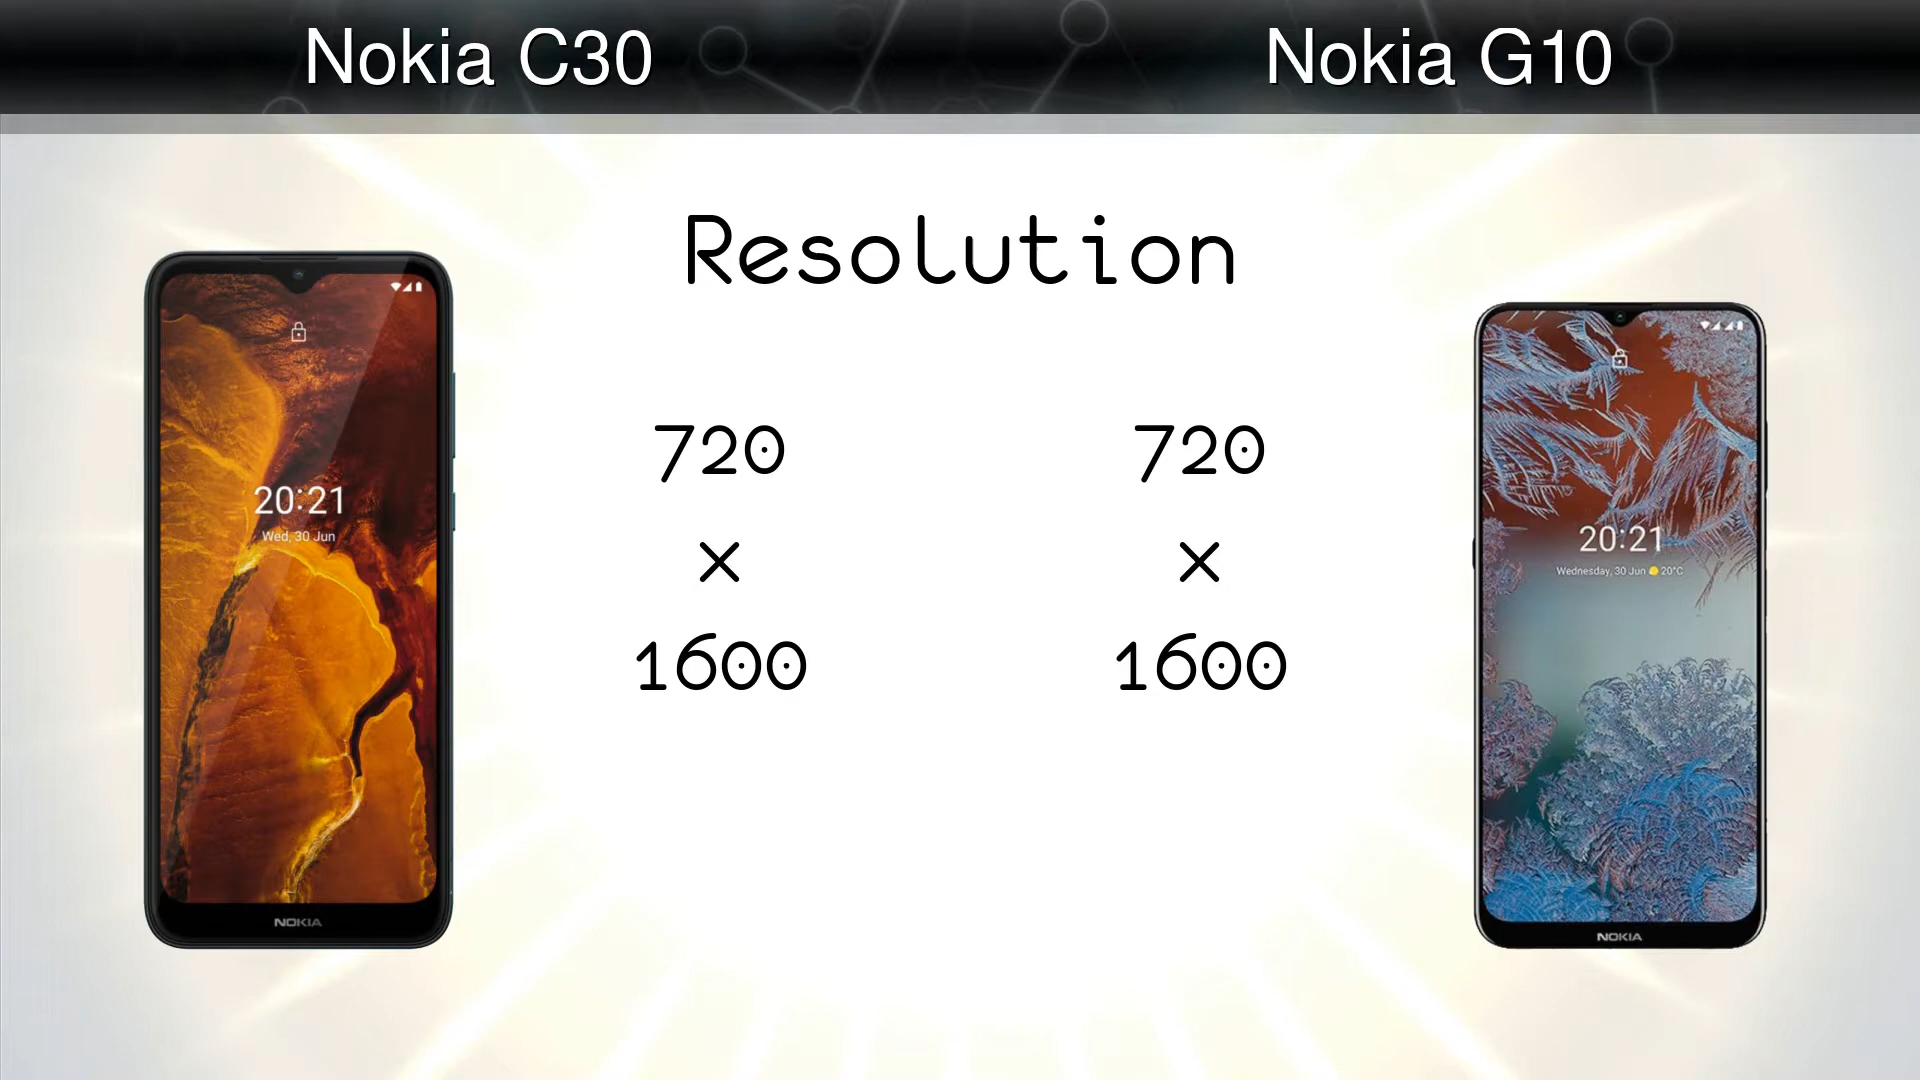 Nokia C30
Nokia G10
Resolution
720
×
1600
720
×
1600
20:21
Wed, 30 Jun
NOKIA
20:21
Wednesday, 30 Jun 20°C
NOKIA